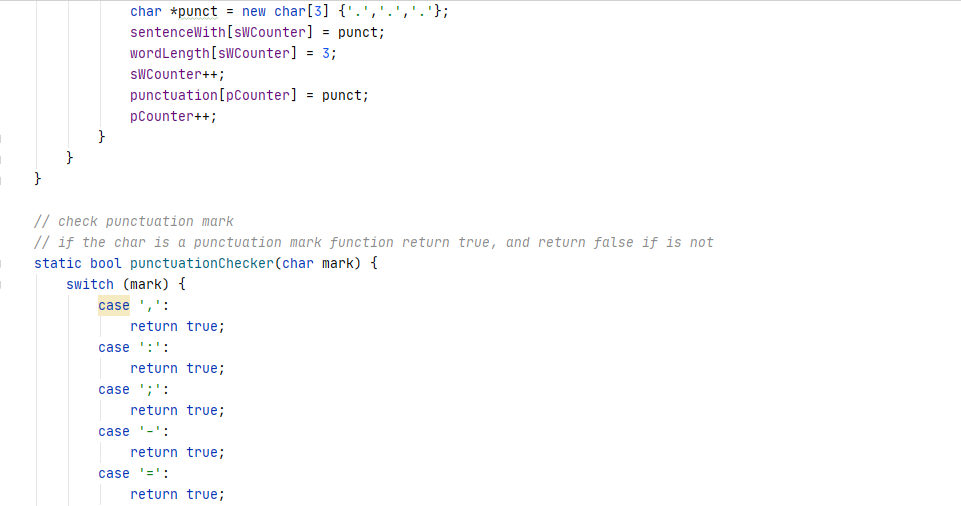 char *punct = new char[3] {'.','.','.'};
sentenceWith[sWCounter] = punct;
wordLength[sWCounter] = 3;
sWCounter++;
punctuation[pCounter] = punct;
pCounter++;
}
}
}
// check punctuation mark
// if the char is a punctuation mark function return true, and return false if is not
static bool punctuationChecker(char mark) {
switch (mark) {
case ',':
return true;
case ':':
return true;
case ';':
return true;
case '-':
return true;
case '=':
return true;